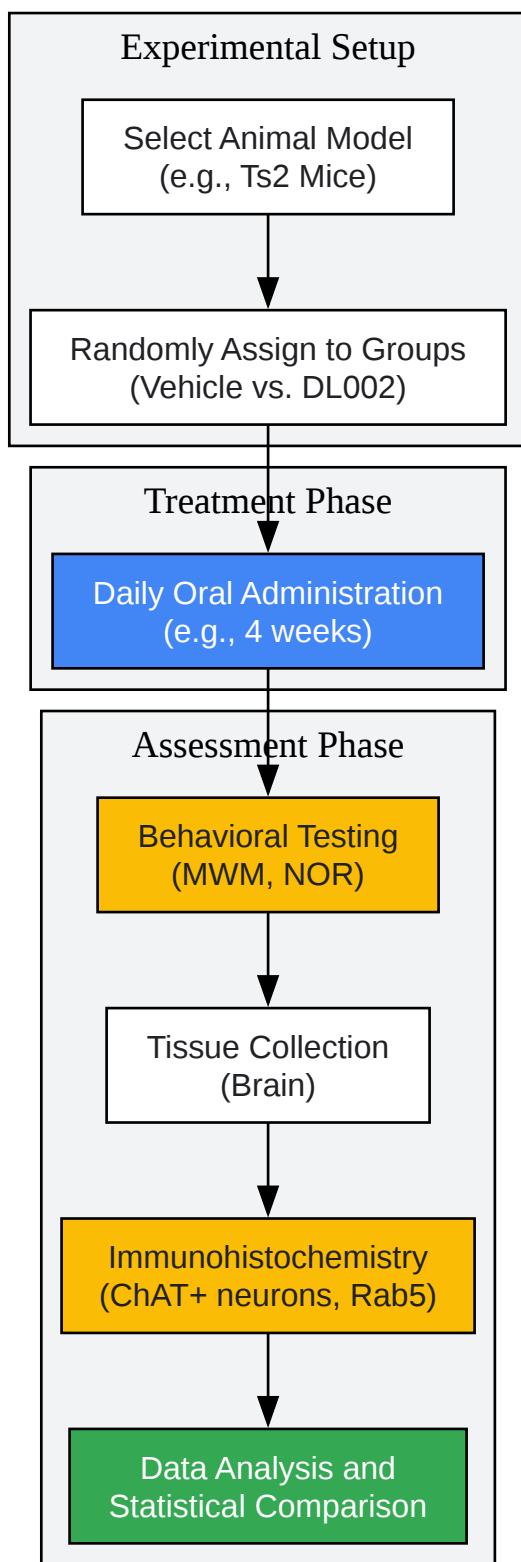 Experimental Setup
Select Animal Model
(e.g., Ts2 Mice)
Randomly Assign to Groups
(Vehicle vs. DL002)
Treatment Phase
Daily Oral Administration
(e.g., 4 weeks)
Assessment Phase
Behavioral Testing
(MWM, NOR)
Tissue Collection
(Brain)
Immunohistochemistry
(ChAT+ neurons, Rab5)
Data Analysis and
Statistical Comparison